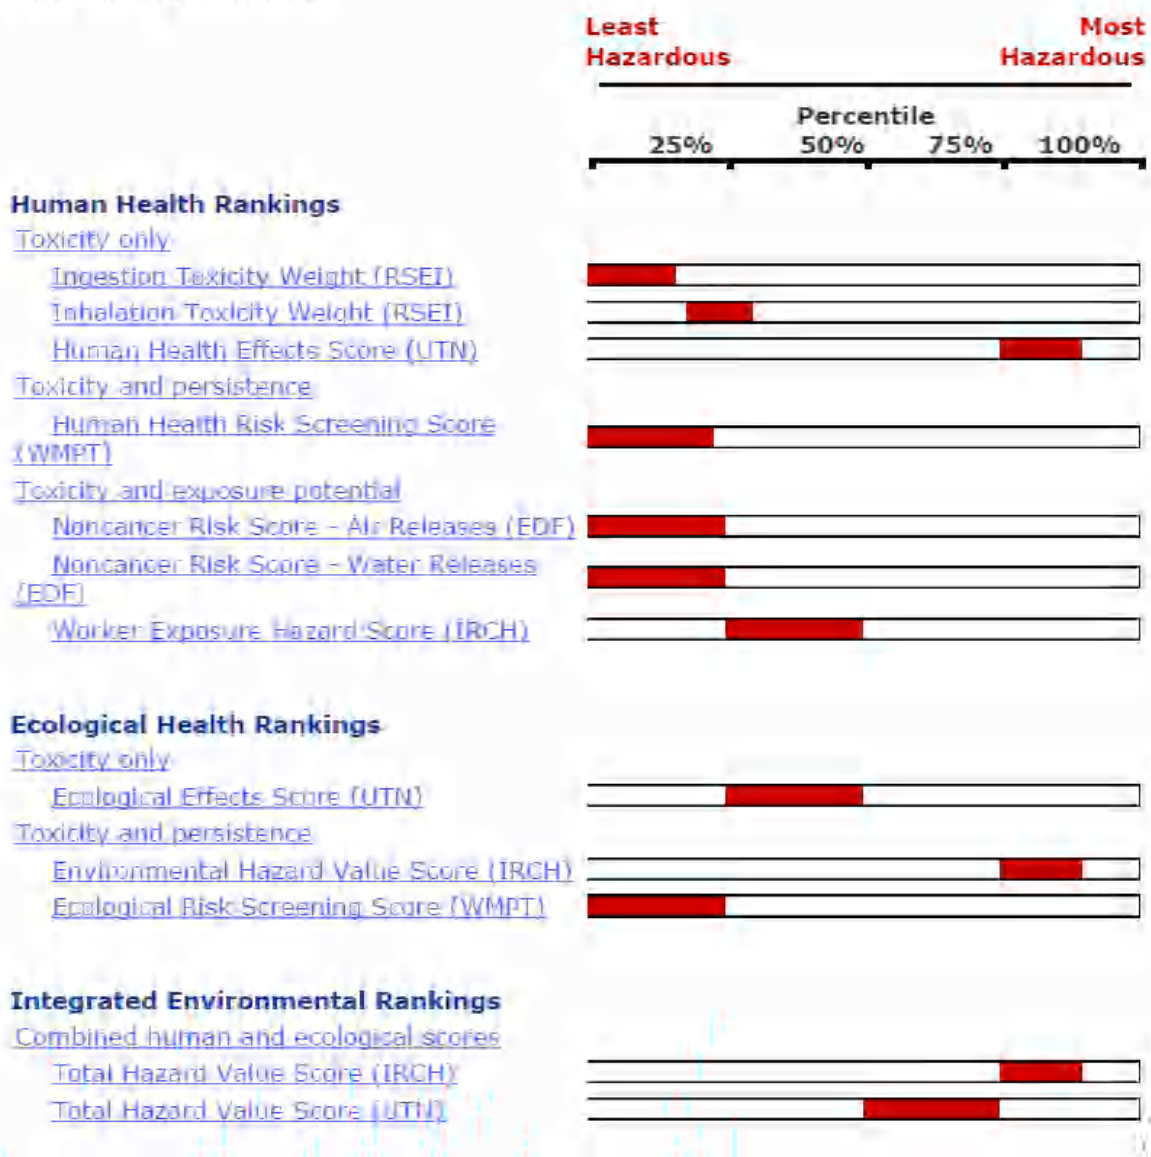 Least Most
Hazardous Hazardous
Percentile
25% 50% 75% 100%
Human Health Rankings
Toxicity only
Ingestion Toxicity Weight (RSEI)
Inhalation Toxicity Weight (RSEI)
Human Health Effects Score (UTN)
Toxicity and persistence
Human Health Risk Screening Score
(WMPT)
Toxicity and exposure potential
Noncancer Risk Score - Air Releases (EDF)
Noncancer Risk Score - Water Releases
(EDF)
Worker Exposure Hazard Score (IRCH)
Ecological Health Rankings
Toxicity only
Ecological Effects Score (UTN)
Toxicity and persistence
Environmental Hazard Value Score (IRCH)
Ecological Risk Screening Score (WMPT)
Integrated Environmental Rankings
Combined human and ecological scores
Total Hazard Value Score (IRCH)
Total Hazard Value Score (UTN)